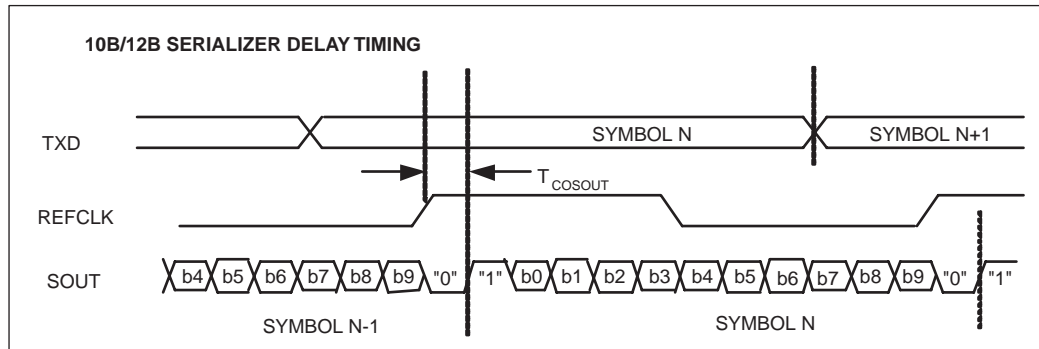 10B/12B SERIALIZER DELAY TIMING
TXD SYMBOL N SYMBOL N+1
TCOSOUT
REFCLK
SOUT b4 b5 b6 b7 b8 b9 "0" "1" b0 b1 b2 b3 b4 b5 b6 b7 b8 b9 "0" "1"
SYMBOL N-1 SYMBOL N